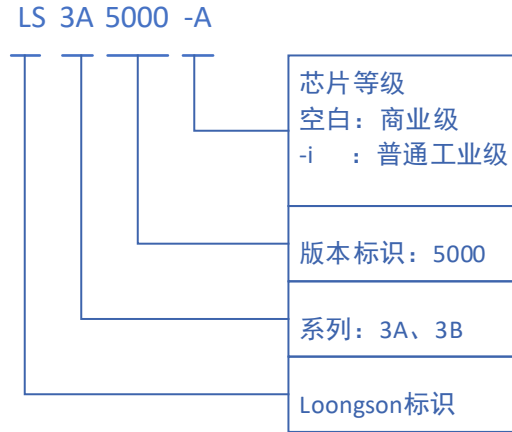 LS 3A 5000 -A
芯片等级
空白：商业级
-i ：普通工业级
版本标识：5000
系列：3A、3B
Loongson标识